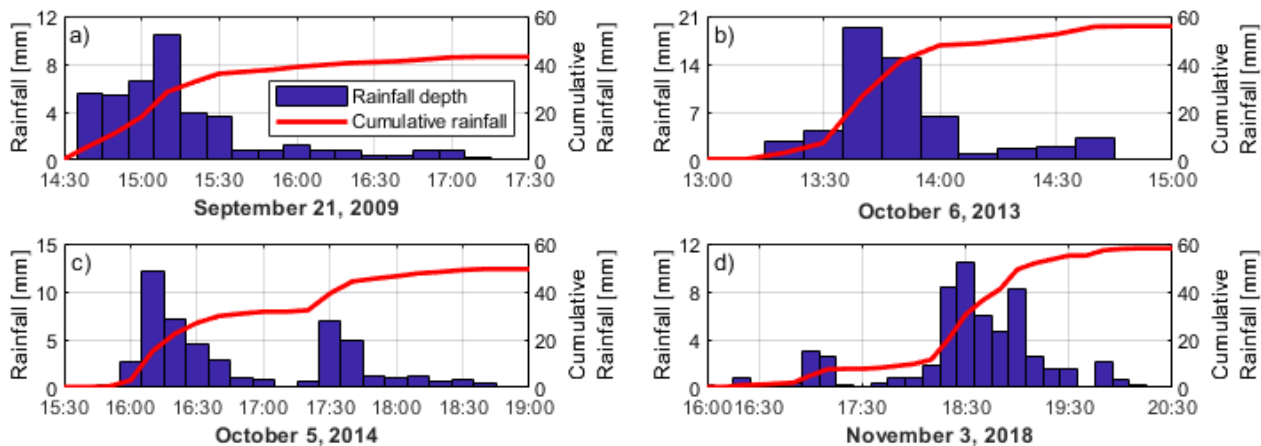 a)
Rainfall [mm]
12
8
4
0
60
40
20
0
Cumulative
Rainfall [mm]
Rainfall depth
Cumulative rainfall
14:30 15:00 15:30 16:00 16:30 17:00 17:30
September 21, 2009
b)
Rainfall [mm]
21
14
7
0
60
40
20
0
Cumulative
Rainfall [mm]
13:00 13:30 14:00 14:30 15:00
October 6, 2013
c)
Rainfall [mm]
15
10
5
0
60
40
20
0
Cumulative
Rainfall [mm]
15:30 16:00 16:30 17:00 17:30 18:00 18:30 19:00
October 5, 2014
d)
Rainfall [mm]
12
8
4
0
60
40
20
0
Cumulative
Rainfall [mm]
16:00 16:30 17:30 18:30 19:30 20:30
November 3, 2018